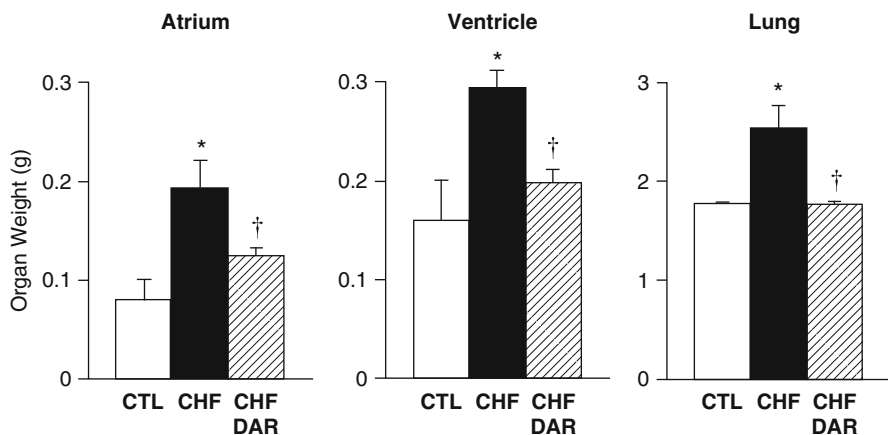 Atrium
Ventricle
Lung
Organ Weight (g)
0.3
0.2
0.1
0
*
†
CTL CHF CHF
DAR
0.3
0.2
0.1
0
*
†
CTL CHF CHF
DAR
3
2
1
0
*
†
CTL CHF CHF
DAR